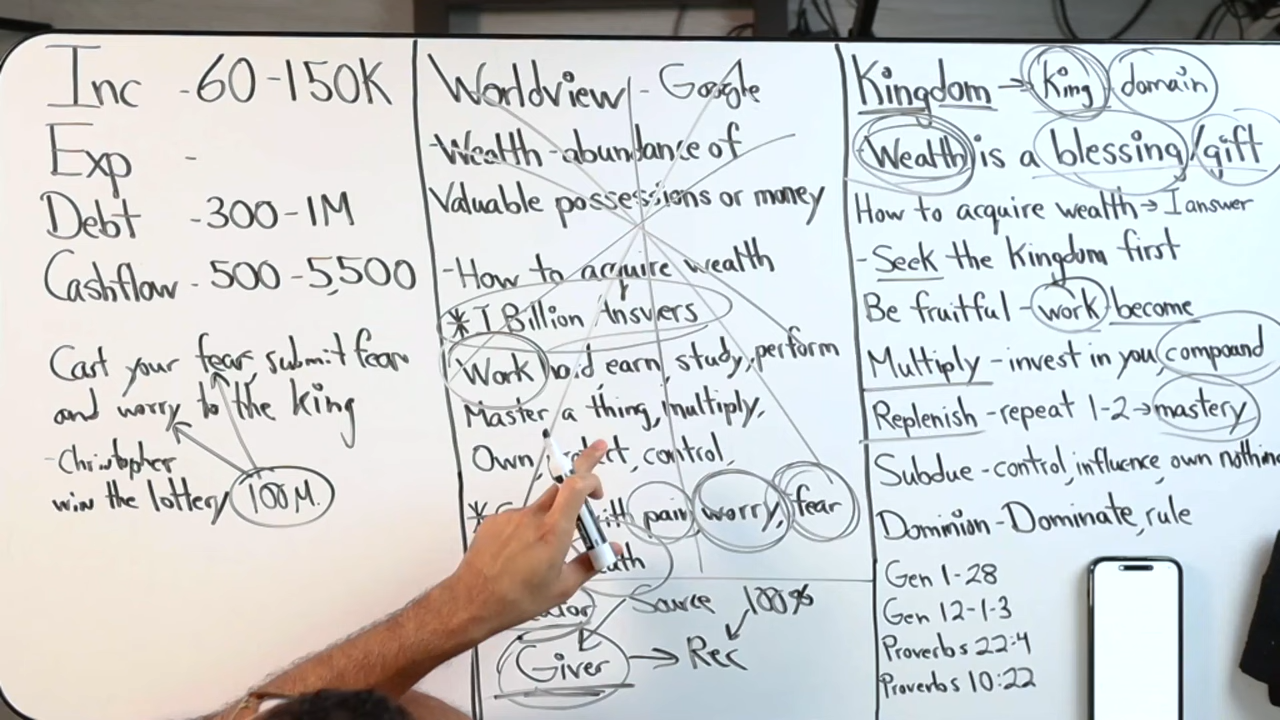 Inc - 60-150K
Exp -
Debt - 300-1M
Cashflow - 500-5,500
Cast your fear, submit fear
and worry to the king
- Christopher
win the lottery 100M.
Worldview - Google
- Wealth - abundance of
Valuable possessions or money
- How to acquire wealth
* 1 Billion Answers
Work hard earn, study, perform
Master a thing, multiply,
Own, control,
* pain, worry, fear
Source 100%
Giver → Rec
Kingdom → King domain
Wealth is a blessing/gift
How to acquire wealth → 1 answer
- Seek the Kingdom first
Be fruitful - work become
Multiply - invest in you, compound
Replenish - repeat 1-2 → mastery
Subdue - control, influence, own nothing
Dominion - Dominate, rule
Gen 1-28
Gen 12-1-3
Proverbs 22:4
Proverbs 10:22